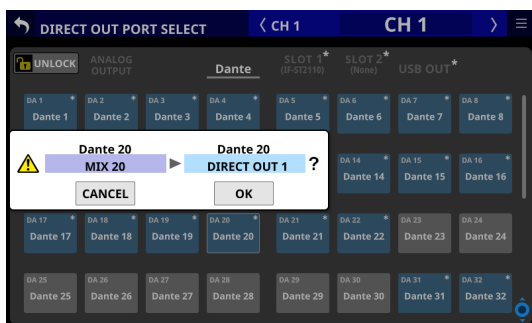 DIRECT OUT PORT SELECT
CH 1
CH 1
UNLOCK
ANALOG OUTPUT
Dante
SLOT 1*
(IF-ST2110)
SLOT 2*
(None)
USB OUT*
DA 1 * DA 2 * DA 3 * DA 4 * DA 5 * DA 6 * DA 7 * DA 8 *
Dante 1 Dante 2 Dante 3 Dante 4 Dante 5 Dante 6 Dante 7 Dante 8
Dante 20 Dante 20
MIX 20 ▶ DIRECT OUT 1 ?
CANCEL OK
DA 14 * DA 15 * DA 16 *
Dante 14 Dante 15 Dante 16
DA 17 * DA 18 * DA 19 * DA 20 * DA 21 * DA 22 * DA 23 DA 24
Dante 17 Dante 18 Dante 19 Dante 20 Dante 21 Dante 22 Dante 23 Dante 24
DA 25 DA 26 DA 27 DA 28 DA 29 DA 30 DA 31 * DA 32 *
Dante 25 Dante 26 Dante 27 Dante 28 Dante 29 Dante 30 Dante 31 Dante 32